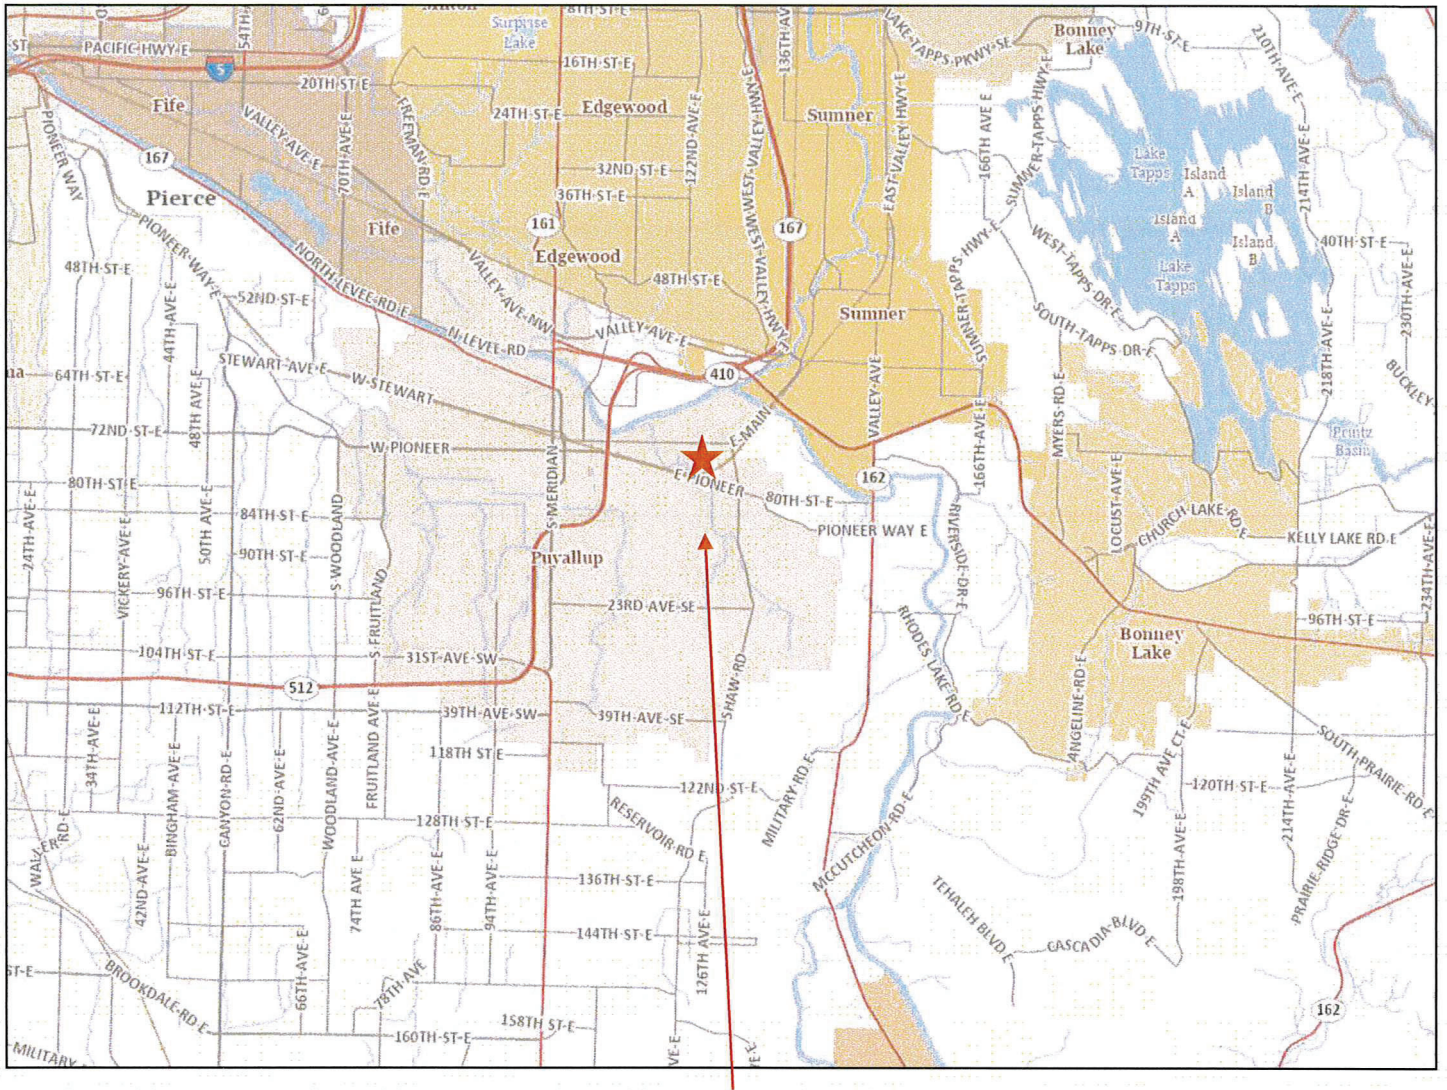 Milton
8TH-ST-E
Surprise
Lake
ST
PACIFIC HWY-E
54TH
5
20TH ST E
16TH-ST-E
136TH-AV
LAKE-TAPPS-PKWY-SE
Bonney
Lake
9TH-ST-E
210TH-AVE-E
Fife
VALLEY-AVE-E
70TH-AVE-E
FREEMAN-RD-E
24TH-ST E
Edgewood
122ND-AVE-E
WEST-VALLEY-HWY-E
Sumner
EAST-VALLEY HWY-E
166TH AVE E
SUMNER-TAPPS-HWY-E
PIONEER WAY
167
32ND-ST-E
36TH-ST-E
Lake
Tapps
Island
A
Island
B
214TH-AVE-E
Pierce
PIONEER-WAY-E
Fife
161
Edgewood
167
Island
A
Island
B
40TH-ST-E
48TH-ST-E
52ND-ST-E
44TH-AVE-E
NORTH-LEVEE-RD E
VALLEY-AVE-NW
48TH-ST-E
Lake
Tapps
WEST-TAPPS-DR-E
230TH-AVE-E
N-LEVEE-RD
VALLEY-AVE-E
Sumner
SOUTH-TAPPS-DR-E
218TH-AVE-E
STEWART-AVE-E
W-STEWART
64TH-ST-E
48TH AVE E
410
VALLEY-AVE
BUCKLEY
72ND-ST-E
W-PIONEER
E-MAIN
166TH-AVE-E
MYERS-RD-E
Printz
Basin
80TH-ST-E
E PIONEER
80TH-ST-E
162
LOCUST-AVE-E
24TH-AVE-E
84TH-ST-E
S-WOODLAND
S-MERIDIAN
PIONEER WAY E
RIVERSIDE-DR-E
CHURCH-LAKE-RD-E
KELLY LAKE RD-E
VICKERY-AVE-E
50TH AVE E
90TH-ST-E
Puyallup
96TH-ST-E
S-FRUITLAND
23RD-AVE-SE
RHODES LAKE-RD-E
Bonney
Lake
96TH-ST-E
234TH-AVE-E
104TH-ST-E
31ST-AVE-SW
SHAW-RD
512
112TH-ST-E
39TH-AVE-SW
39TH-AVE-SE
ANGELINE-RD-E
34TH-AVE-E
BINGHAM-AVE-E
CANYON-RD-E
62ND-AVE-E
WOODLAND-AVE-E
FRUITLAND AVE-E
118TH ST E
122ND-ST-E
MILITARY-RD-E
199TH AVE CT-E
120TH-ST-E
214TH-AVE-E
SOUTH-PRAIRIE-RD-E
WALLER RD-E
128TH-ST-E
RESERVOIR-RD E
MCCUTCHEON-RD-E
198TH-AVE-E
PRAIRIE-RIDGE DR-E
42ND-AVE-E
74TH AVE E
86TH-AVE-E
94TH-AVE-E
136TH-ST-E
144TH-ST-E
126TH AVE E
TEHALEH BLVD E
CASCADIA-BLVD E
ST-E
BROOKDALE-RD-E
66TH-AVE-E
78TH-AVE
158TH ST-E
160TH-ST-E
162
MILITARY
VE-E